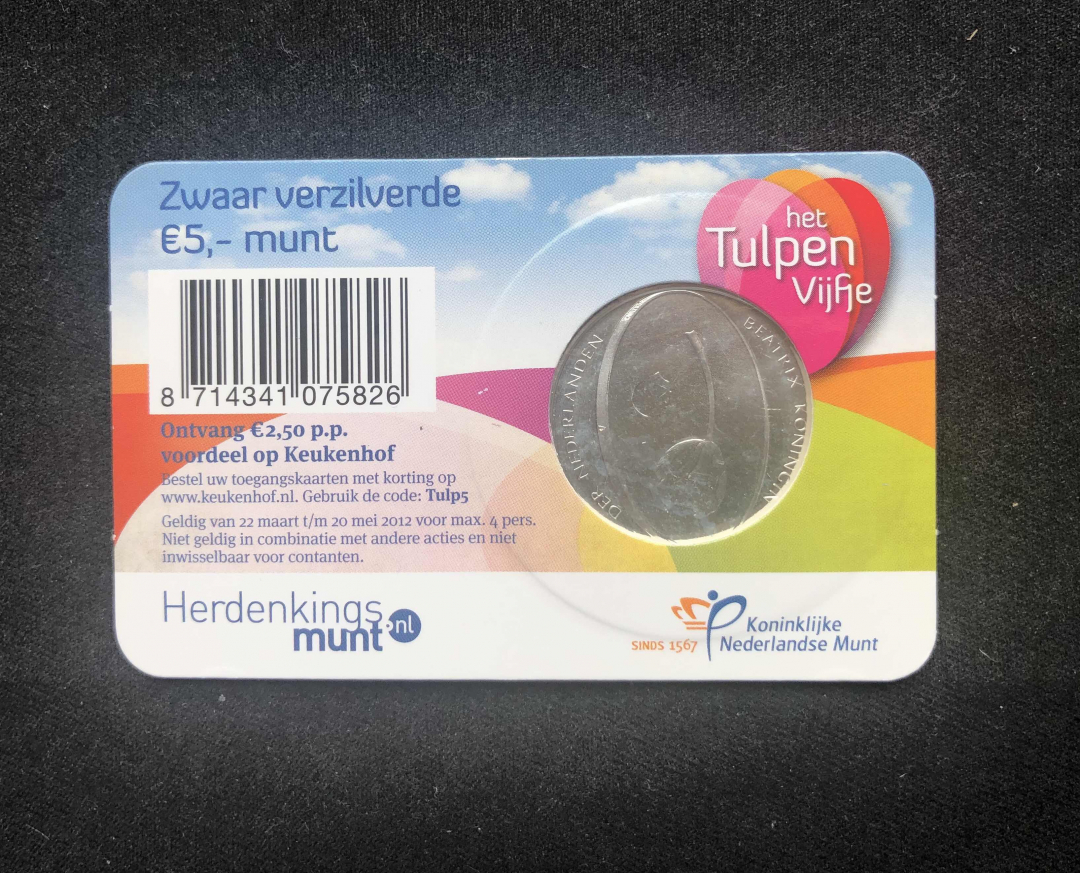 Zwaar verzilverde
€5,- munt
het
Tulpen
Vijfje
8 714341 075826
BEATRIX KONINGIN
DER NEDERLANDEN
Ontvang €2,50 p.p.
voordeel op Keukenhof
Bestel uw toegangskaarten met korting op
www.keukenhof.nl. Gebruik de code: Tulp5
Geldig van 22 maart t/m 20 mei 2012 voor max. 4 pers.
Niet geldig in combinatie met andere acties en niet
inwisselbaar voor contanten.
Herdenkings
munt.nl
SINDS 1567
Koninklijke
Nederlandse Munt